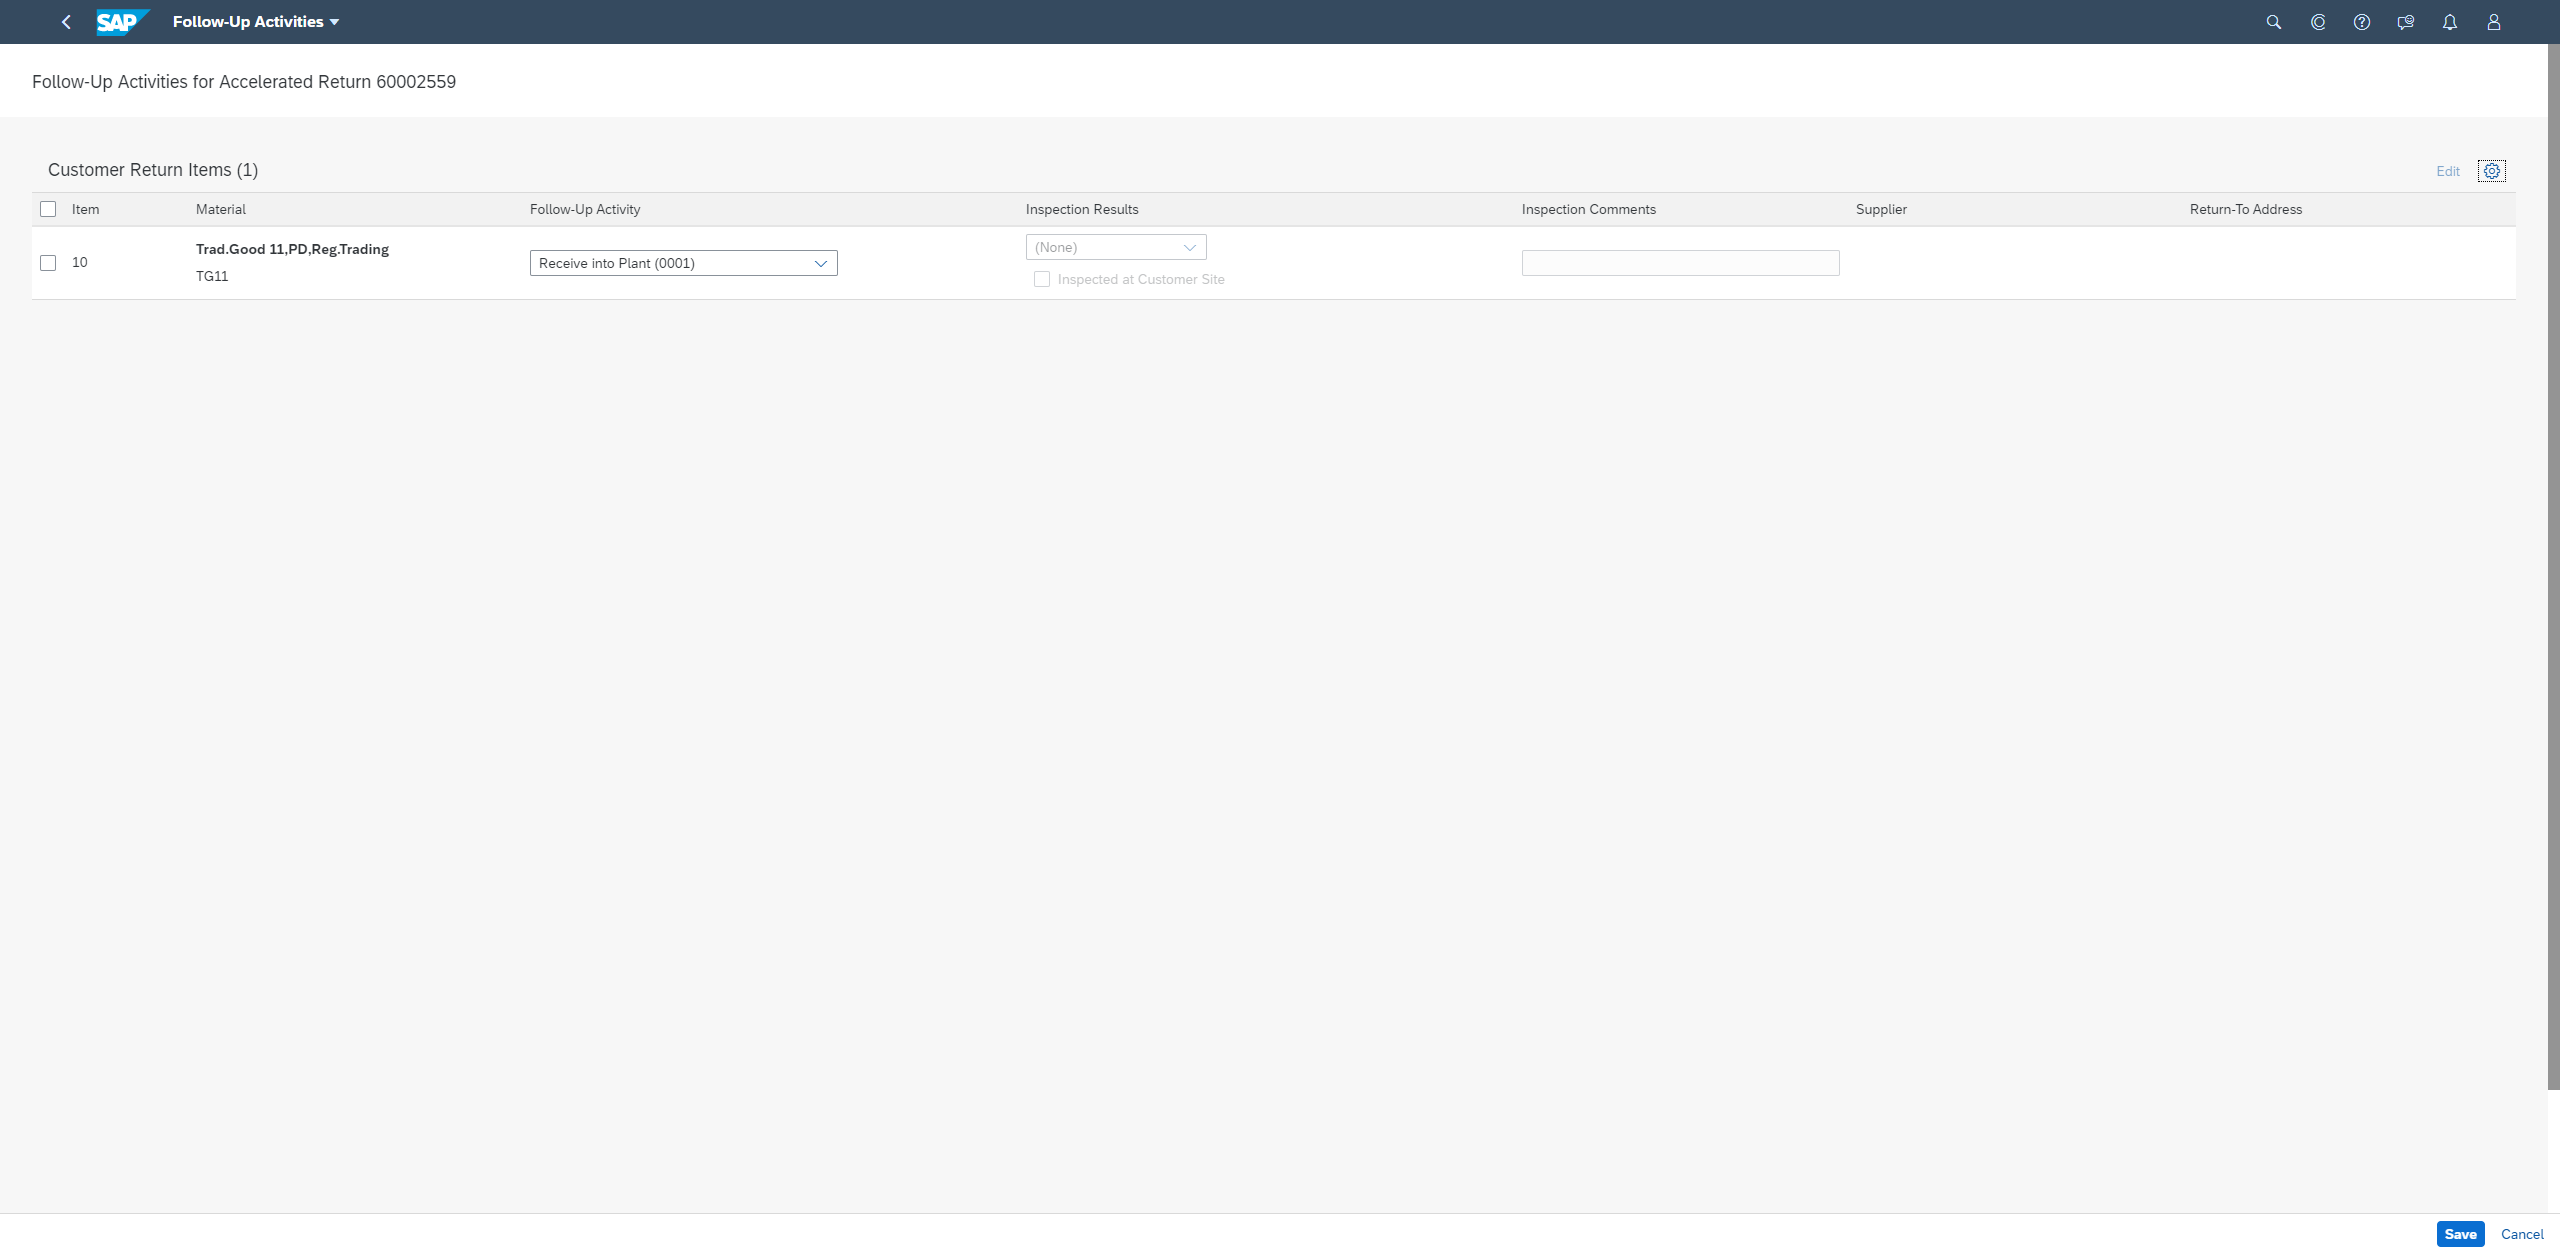 SAP Follow-Up Activities
Follow-Up Activities for Accelerated Return 60002559
Customer Return Items (1) Edit
Item Material Follow-Up Activity Inspection Results Inspection Comments Supplier Return-To Address
10 Trad.Good 11,PD,Reg.Trading Receive into Plant (0001) (None)
TG11 Inspected at Customer Site
Save Cancel